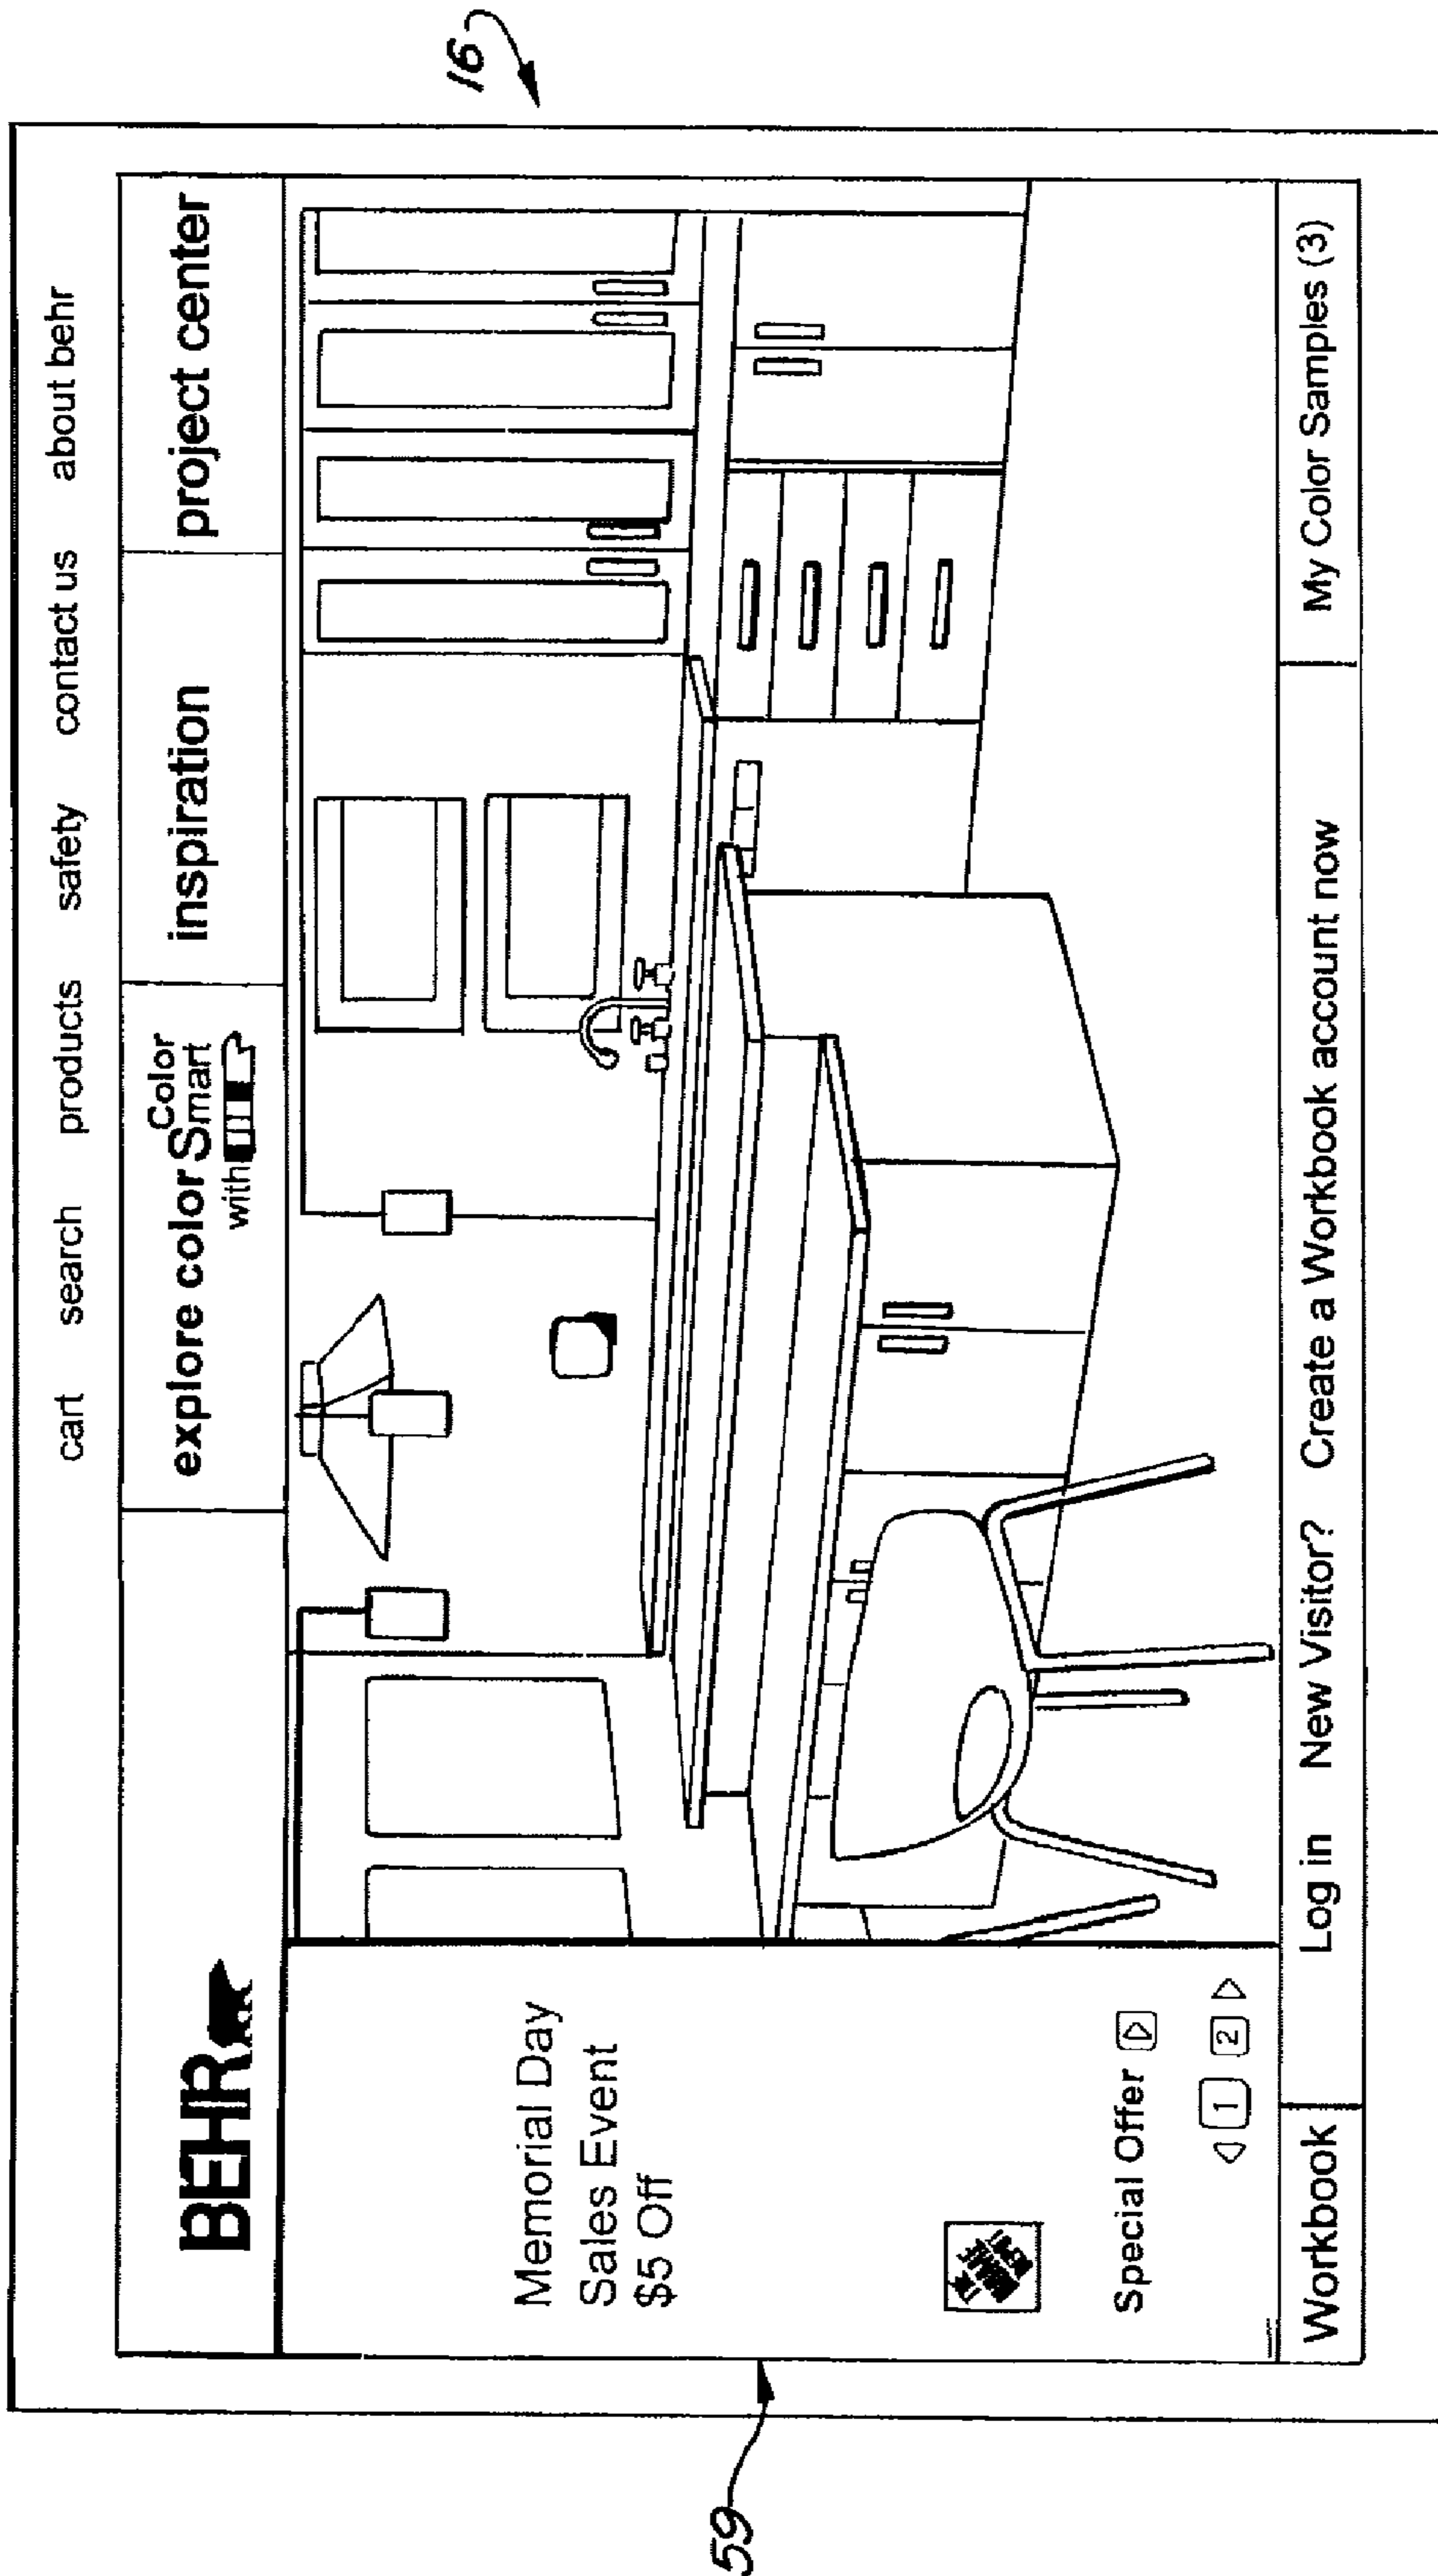 16
cart search products safety contact us about behr
BEHR
explore color
with
Color
Smart
inspiration
project center
Memorial Day
Sales Event
$5 Off
Special Offer
1 2
59
Workbook
Log in New Visitor? Create a Workbook account now
My Color Samples (3)